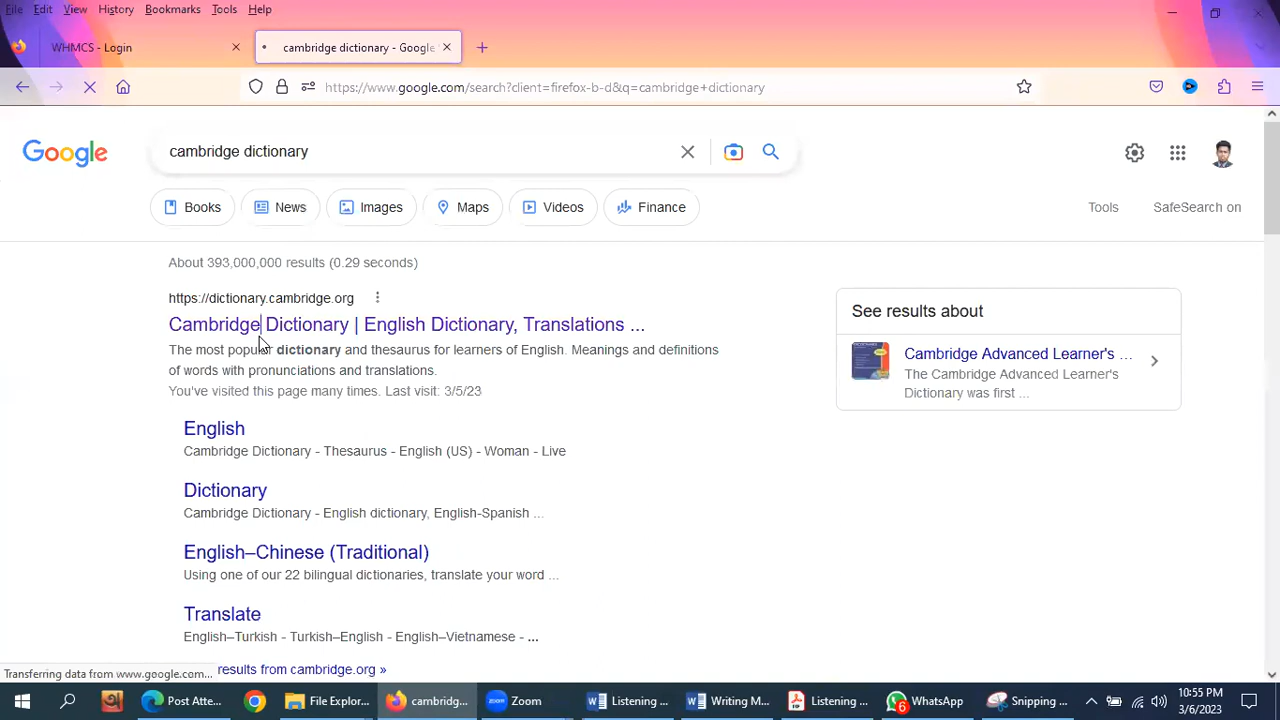 File Edit View History Bookmarks Tools Help
WHMCS - Login
cambridge dictionary - Google
https://www.google.com/search?client=firefox-b-d&q=cambridge+dictionary
Google
cambridge dictionary
Books
News
Images
Maps
Videos
Finance
Tools
SafeSearch on
About 393,000,000 results (0.29 seconds)
https://dictionary.cambridge.org
Cambridge Dictionary | English Dictionary, Translations ...
The most popular dictionary and thesaurus for learners of English. Meanings and definitions
of words with pronunciations and translations.
You've visited this page many times. Last visit: 3/5/23
English
Cambridge Dictionary - Thesaurus - English (US) - Woman - Live
Dictionary
Cambridge Dictionary - English dictionary, English-Spanish ...
English–Chinese (Traditional)
Using one of our 22 bilingual dictionaries, translate your word ...
Translate
English–Turkish - Turkish–English - English–Vietnamese - ...
results from cambridge.org »
See results about
Cambridge Advanced Learner's ...
The Cambridge Advanced Learner's
Dictionary was first ...
Transferring data from www.google.com...
Post Atte...
File Explor...
cambridg...
Zoom
Listening ...
Writing M...
Listening ...
6
WhatsApp
Snipping ...
10:55 PM
3/6/2023